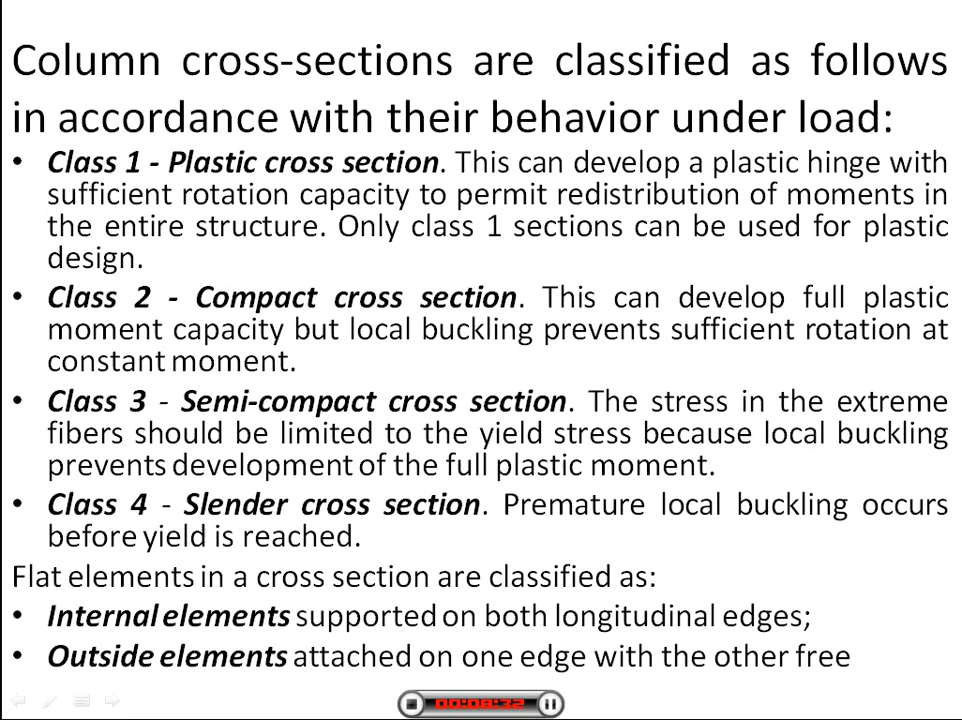 Column cross-sections are classified as follows
in accordance with their behavior under load:
• Class 1 - Plastic cross section. This can develop a plastic hinge with
sufficient rotation capacity to permit redistribution of moments in
the entire structure. Only class 1 sections can be used for plastic
design.
• Class 2 - Compact cross section. This can develop full plastic
moment capacity but local buckling prevents sufficient rotation at
constant moment.
• Class 3 - Semi-compact cross section. The stress in the extreme
fibers should be limited to the yield stress because local buckling
prevents development of the full plastic moment.
• Class 4 - Slender cross section. Premature local buckling occurs
before yield is reached.
Flat elements in a cross section are classified as:
• Internal elements supported on both longitudinal edges;
• Outside elements attached on one edge with the other free
00:08:32